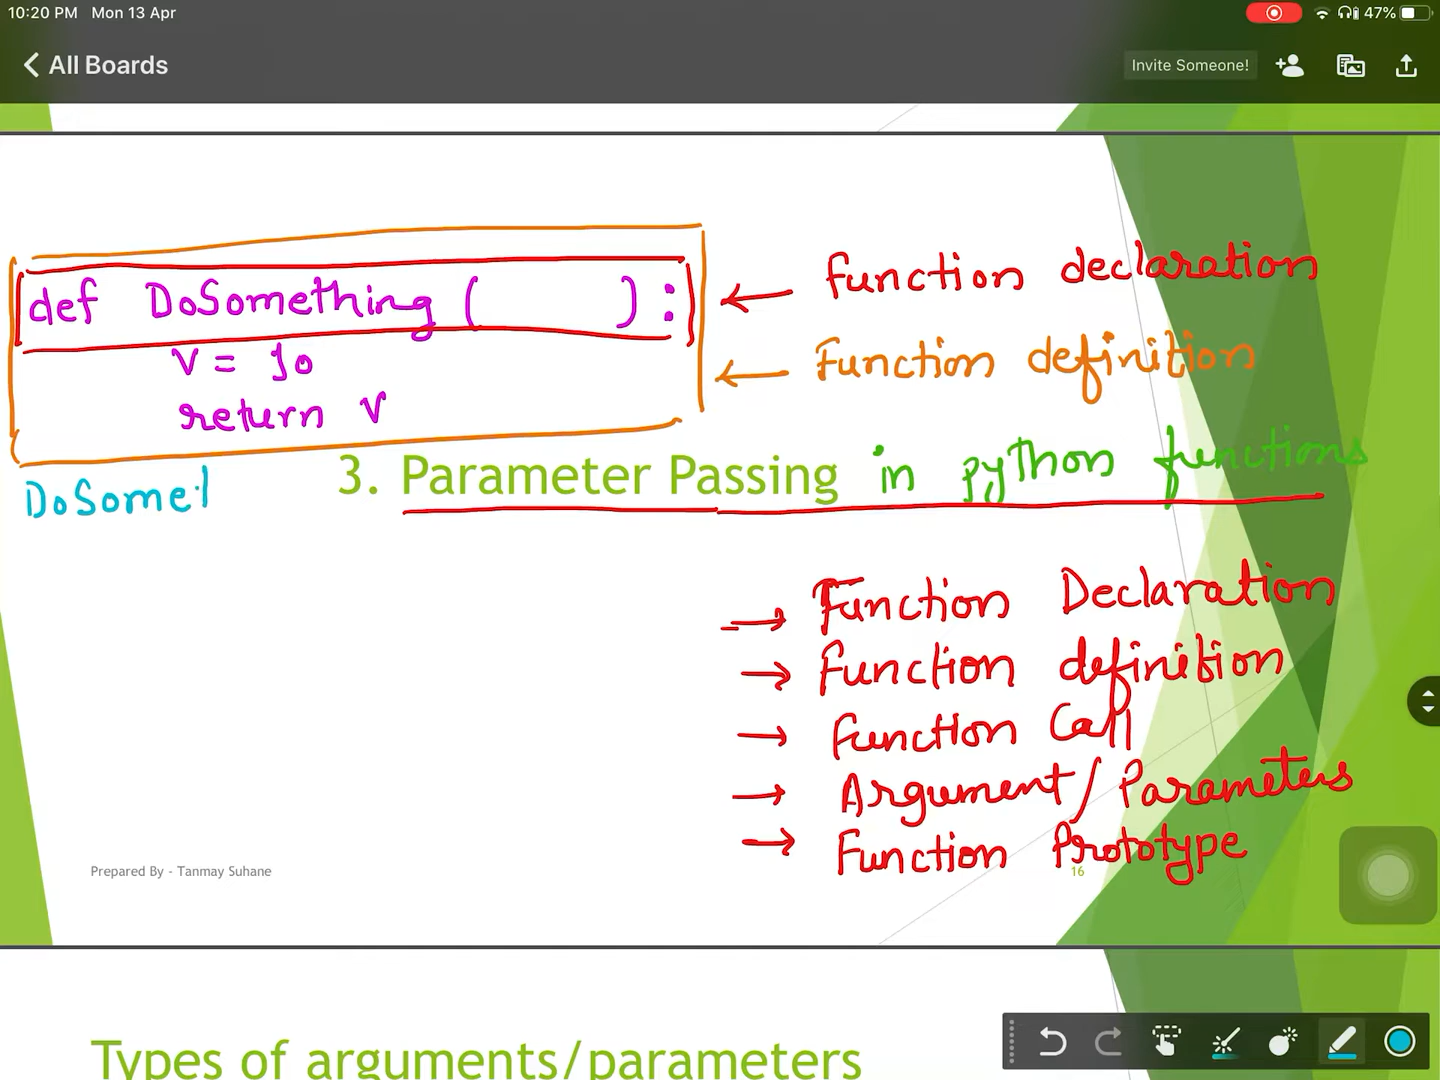 10:20 PM Mon 13 Apr
47%
All Boards
Invite Someone!
def DoSomething ( ) :
v = 10
return v
← function declaration
← Function definition
3. Parameter Passing in python functions
DoSomet
→ Function Declaration
→ Function definition
→ Function Call
→ Argument / Parameters
→ Function Prototype
Prepared By - Tanmay Suhane
16
Types of arguments/parameters